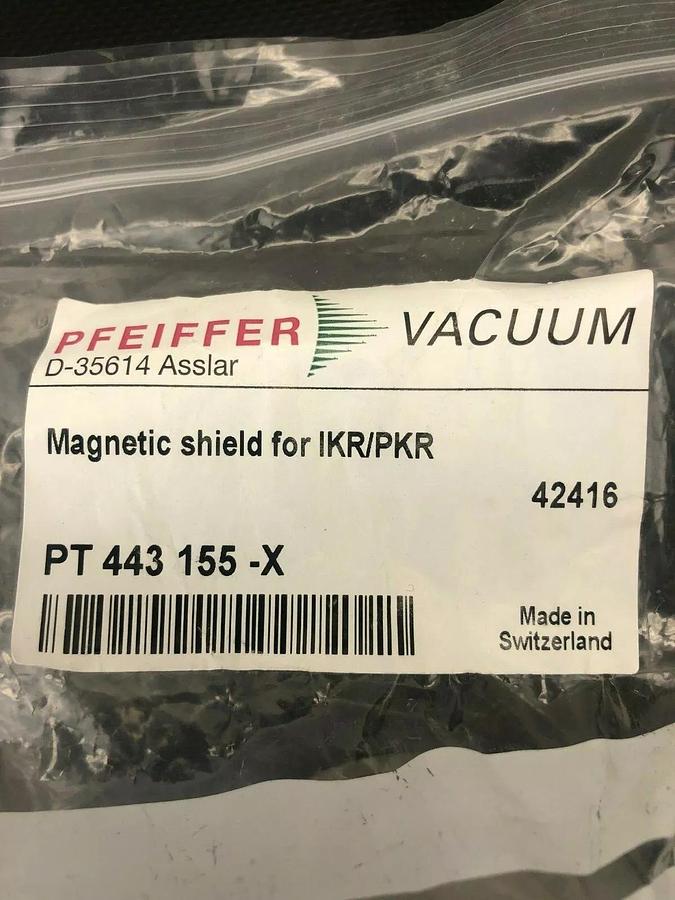 PFEIFFER VACUUM
D-35614 Asslar
Magnetic shield for IKR/PKR
42416
PT 443 155 -X
Made in
Switzerland